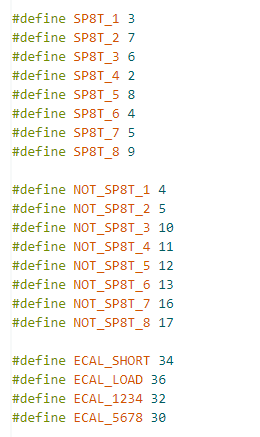 #define SP8T_1 3
#define SP8T_2 7
#define SP8T_3 6
#define SP8T_4 2
#define SP8T_5 8
#define SP8T_6 4
#define SP8T_7 5
#define SP8T_8 9

#define NOT_SP8T_1 4
#define NOT_SP8T_2 5
#define NOT_SP8T_3 10
#define NOT_SP8T_4 11
#define NOT_SP8T_5 12
#define NOT_SP8T_6 13
#define NOT_SP8T_7 16
#define NOT_SP8T_8 17

#define ECAL_SHORT 34
#define ECAL_LOAD 36
#define ECAL_1234 32
#define ECAL_5678 30